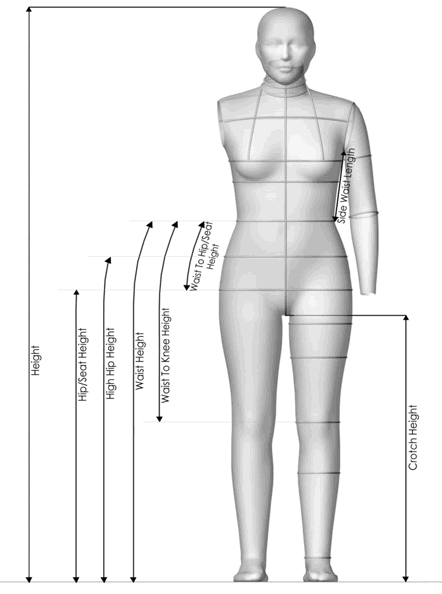 Height
Hip/Seat Height
High Hip Height
Waist Height
Waist To Knee Height
Waist To Hip/Seat
Height
Side Waist Length
Crotch Height